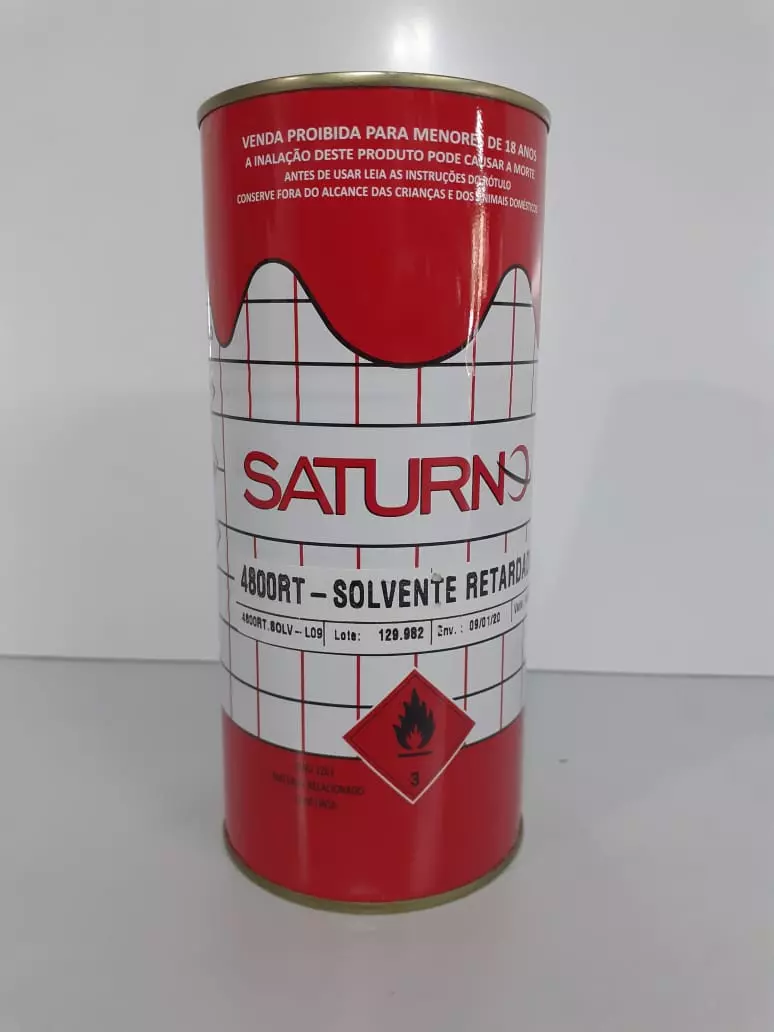 VENDA PROIBIDA PARA MENORES DE 18 ANOS
A INALAÇÃO DESTE PRODUTO PODE CAUSAR A MORTE
ANTES DE USAR LEIA AS INSTRUÇÕES DO RÓTULO
CONSERVE FORA DO ALCANCE DAS CRIANÇAS E DOS ANIMAIS DOMÉSTICOS
SATURNO
4800RT - SOLVENTE RETARDA
4800RT.SOLV - L09 Lote: 129.982 Env. : 09/01/20
3
RELACIONADO